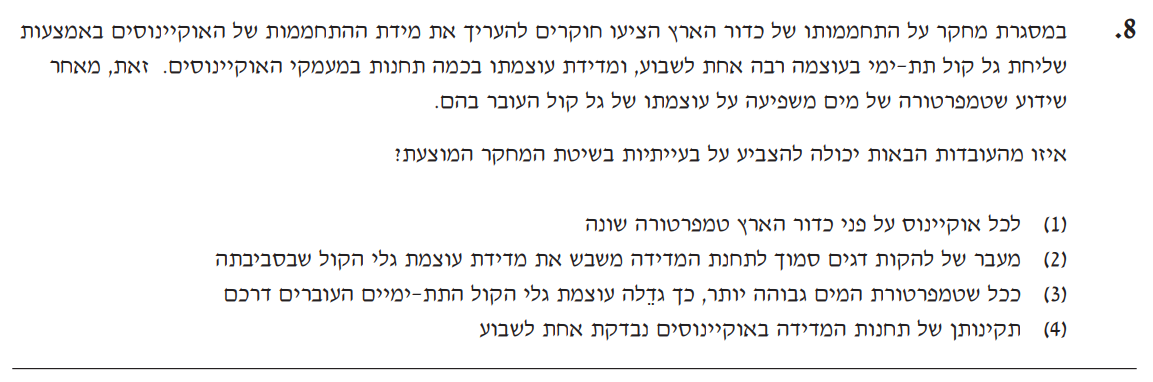 8. במסגרת מחקר על התחממותו של כדור הארץ הציעו חוקרים להעריך את מידת ההתחממות של האוקיינוסים באמצעות
שליחת גל קול תת-ימי בעוצמה רבה אחת לשבוע, ומדידת עוצמתו בכמה תחנות במעמקי האוקיינוסים. זאת, מאחר
שידוע שטמפרטורה של מים משפיעה על עוצמתו של גל קול העובר בהם.
איזו מהעובדות הבאות יכולה להצביע על בעייתיות בשיטת המחקר המוצעת?
(1) לכל אוקיינוס על פני כדור הארץ טמפרטורה שונה
(2) מעבר של להקות דגים סמוך לתחנת המדידה משבש את מדידת עוצמת גלי הקול שבסביבתה
(3) ככל שטמפרטורת המים גבוהה יותר, כך גדֵלה עוצמת גלי הקול התת-ימיים העוברים דרכם
(4) תקינותן של תחנות המדידה באוקיינוסים נבדקת אחת לשבוע